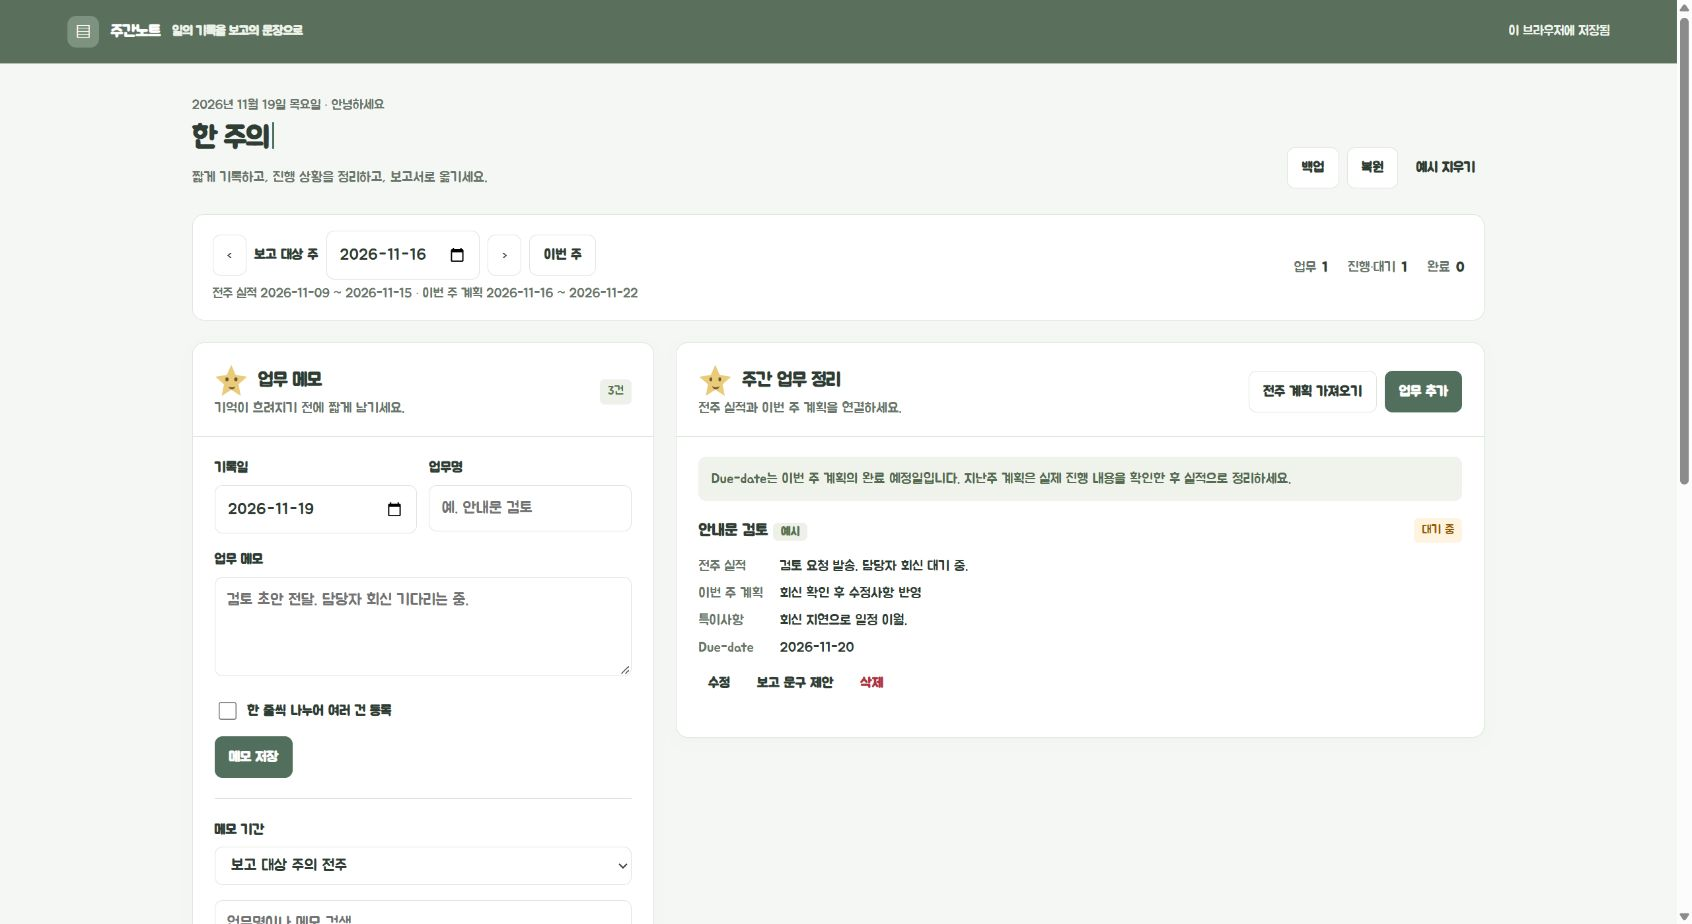 주간노트 일의 기록을 보고의 문장으로
이 브라우저에 저장됨
2026년 11월 19일 목요일 · 안녕하세요
한 주의
짧게 기록하고, 진행 상황을 정리하고, 보고서로 옮기세요.
백업
복원
예시 지우기
‹ 보고 대상 주 2026-11-16 › 이번 주
업무 1 진행·대기 1 완료 0
전주 실적 2026-11-09 ~ 2026-11-15 · 이번 주 계획 2026-11-16 ~ 2026-11-22
업무 메모
기억이 흐려지기 전에 짧게 남기세요.
3건
기록일 업무명
2026-11-19 예. 안내문 검토
업무 메모
검토 초안 전달. 담당자 회신 기다리는 중.
한 줄씩 나누어 여러 건 등록
메모 저장
메모 기간
보고 대상 주의 전주
업무명이나 메모 검색
주간 업무 정리
전주 실적과 이번 주 계획을 연결하세요.
전주 계획 가져오기
업무 추가
Due-date는 이번 주 계획의 완료 예정일입니다. 지난주 계획은 실제 진행 내용을 확인한 후 실적으로 정리하세요.
안내문 검토 예시
대기 중
전주 실적 검토 요청 발송. 담당자 회신 대기 중.
이번 주 계획 회신 확인 후 수정사항 반영
특이사항 회신 지연으로 일정 이월.
Due-date 2026-11-20
수정 보고 문구 제안 삭제